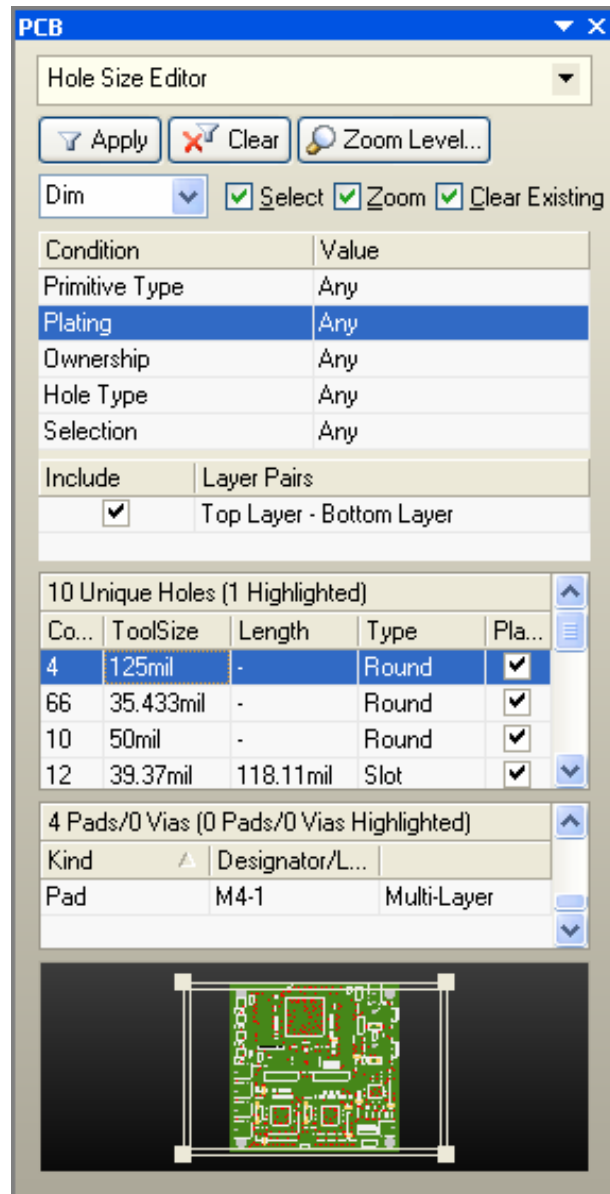 PCB
Hole Size Editor
Apply Clear Zoom Level...
Dim Select Zoom Clear Existing
Condition Value
Primitive Type Any
Plating Any
Ownership Any
Hole Type Any
Selection Any
Include Layer Pairs
Top Layer - Bottom Layer
10 Unique Holes (1 Highlighted)
Co... ToolSize Length Type Pla...
4 125mil - Round
66 35.433mil - Round
10 50mil - Round
12 39.37mil 118.11mil Slot
4 Pads/0 Vias (0 Pads/0 Vias Highlighted)
Kind Designator/L...
Pad M4-1 Multi-Layer